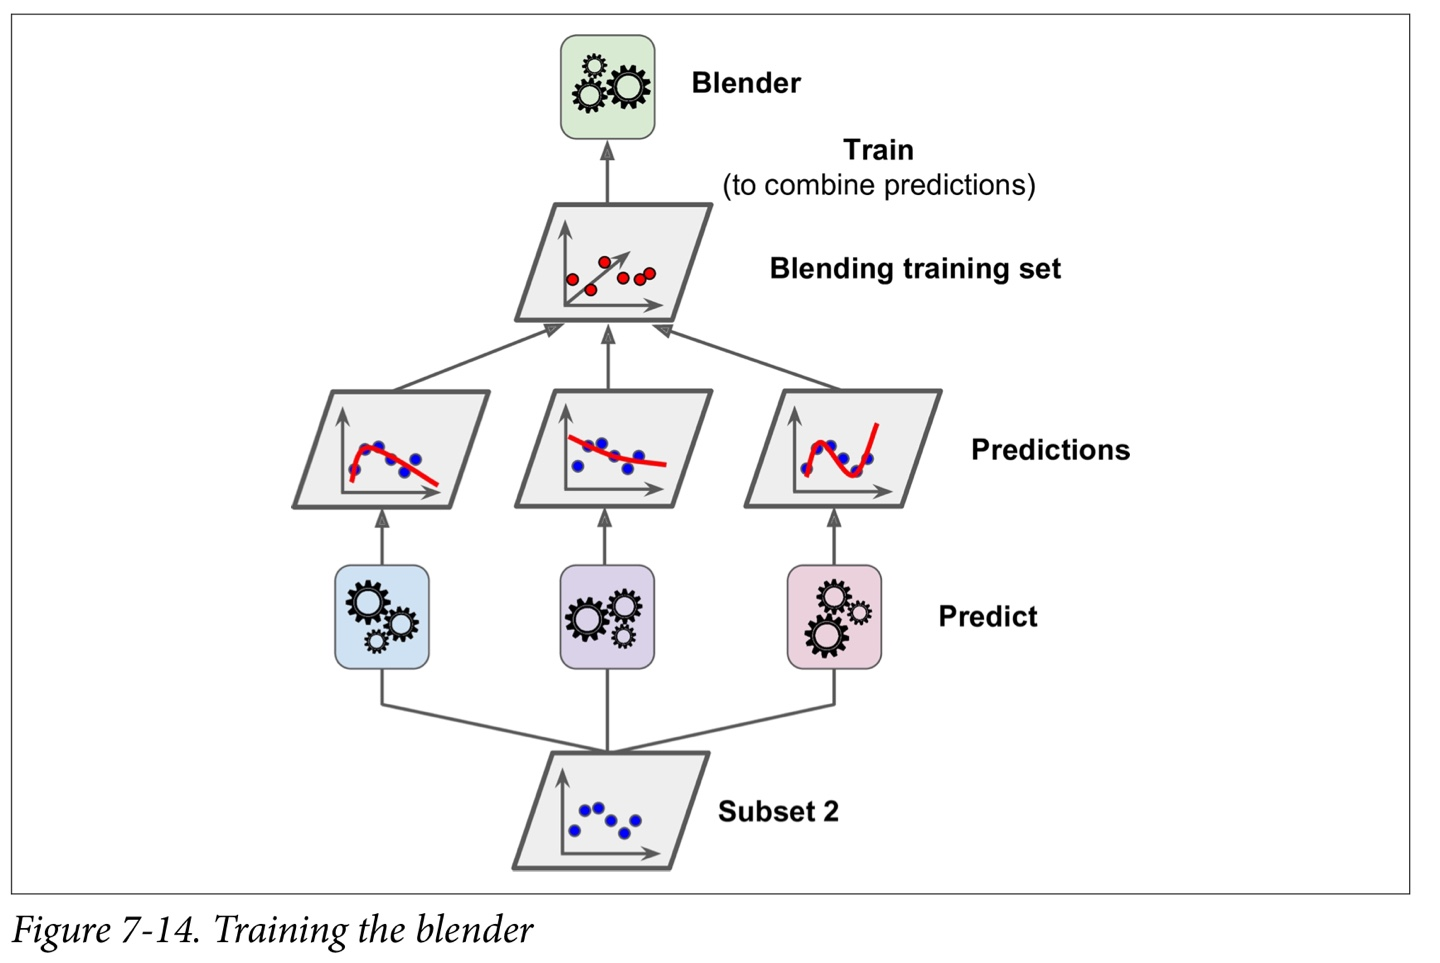 Blender
Train
(to combine predictions)
Blending training set
Predictions
Predict
Subset 2
Figure 7-14. Training the blender